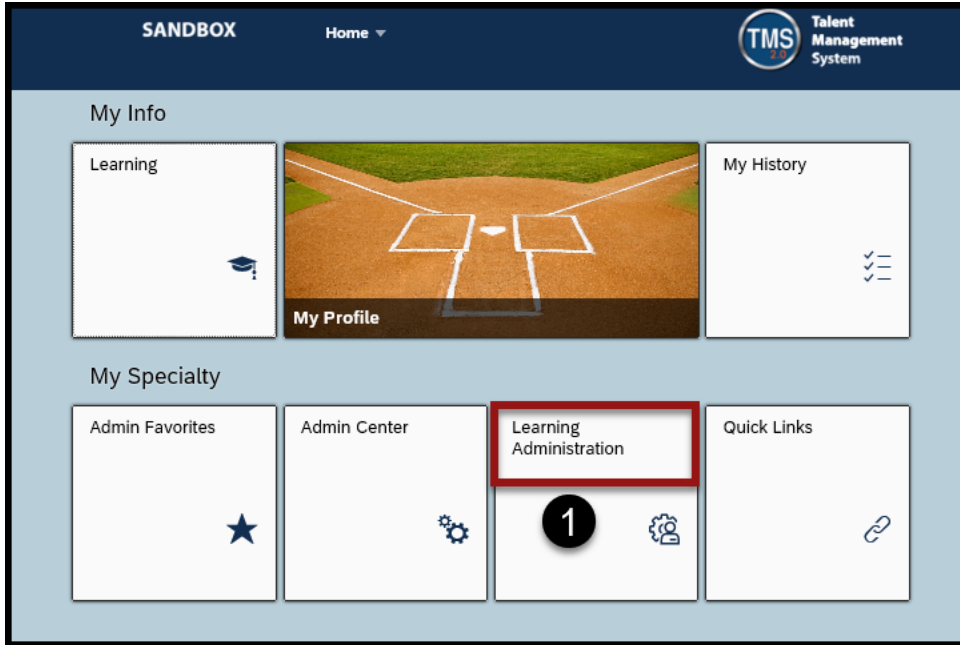 SANDBOX
Home
TMS
2.0
Talent
Management
System
My Info
Learning
My Profile
My History
My Specialty
Admin Favorites
Admin Center
Learning
Administration
Quick Links
1